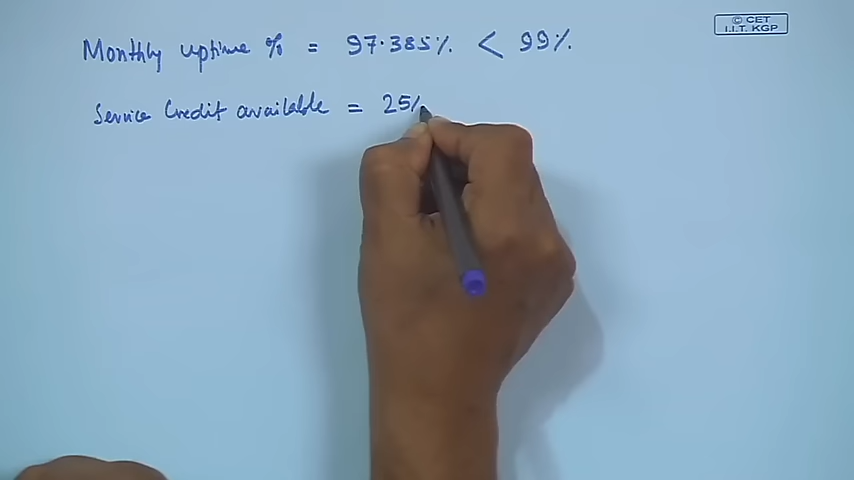 © CET
I.I.T. KGP
Monthly uptime % = 97.385% < 99%.
Service Credit available = 25%